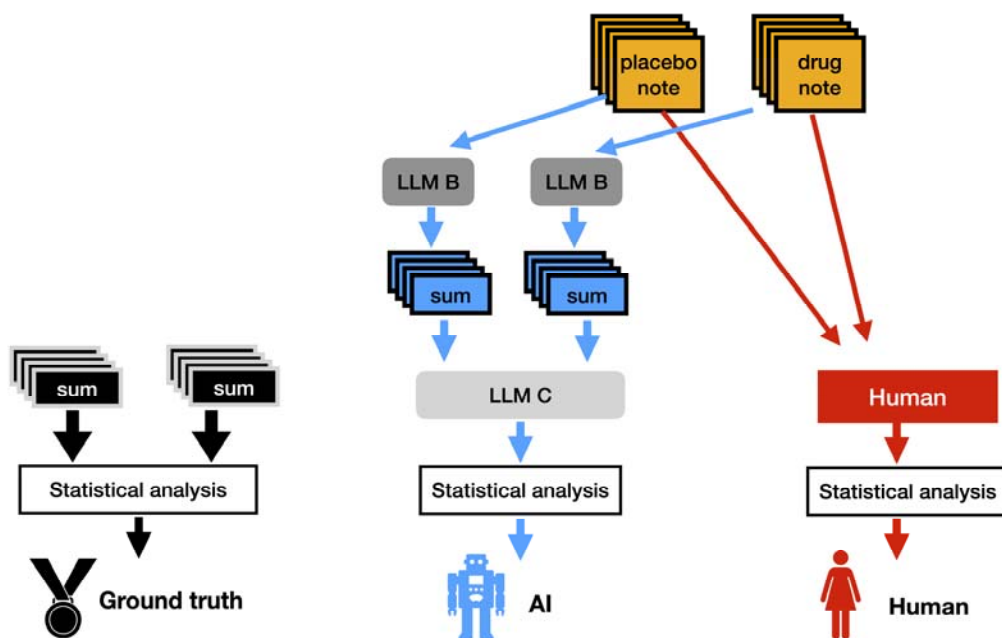 placebo
note
drug
note
LLM B
LLM B
sum
sum
sum
sum
LLM C
Human
Statistical analysis
Statistical analysis
Statistical analysis
Ground truth
AI
Human